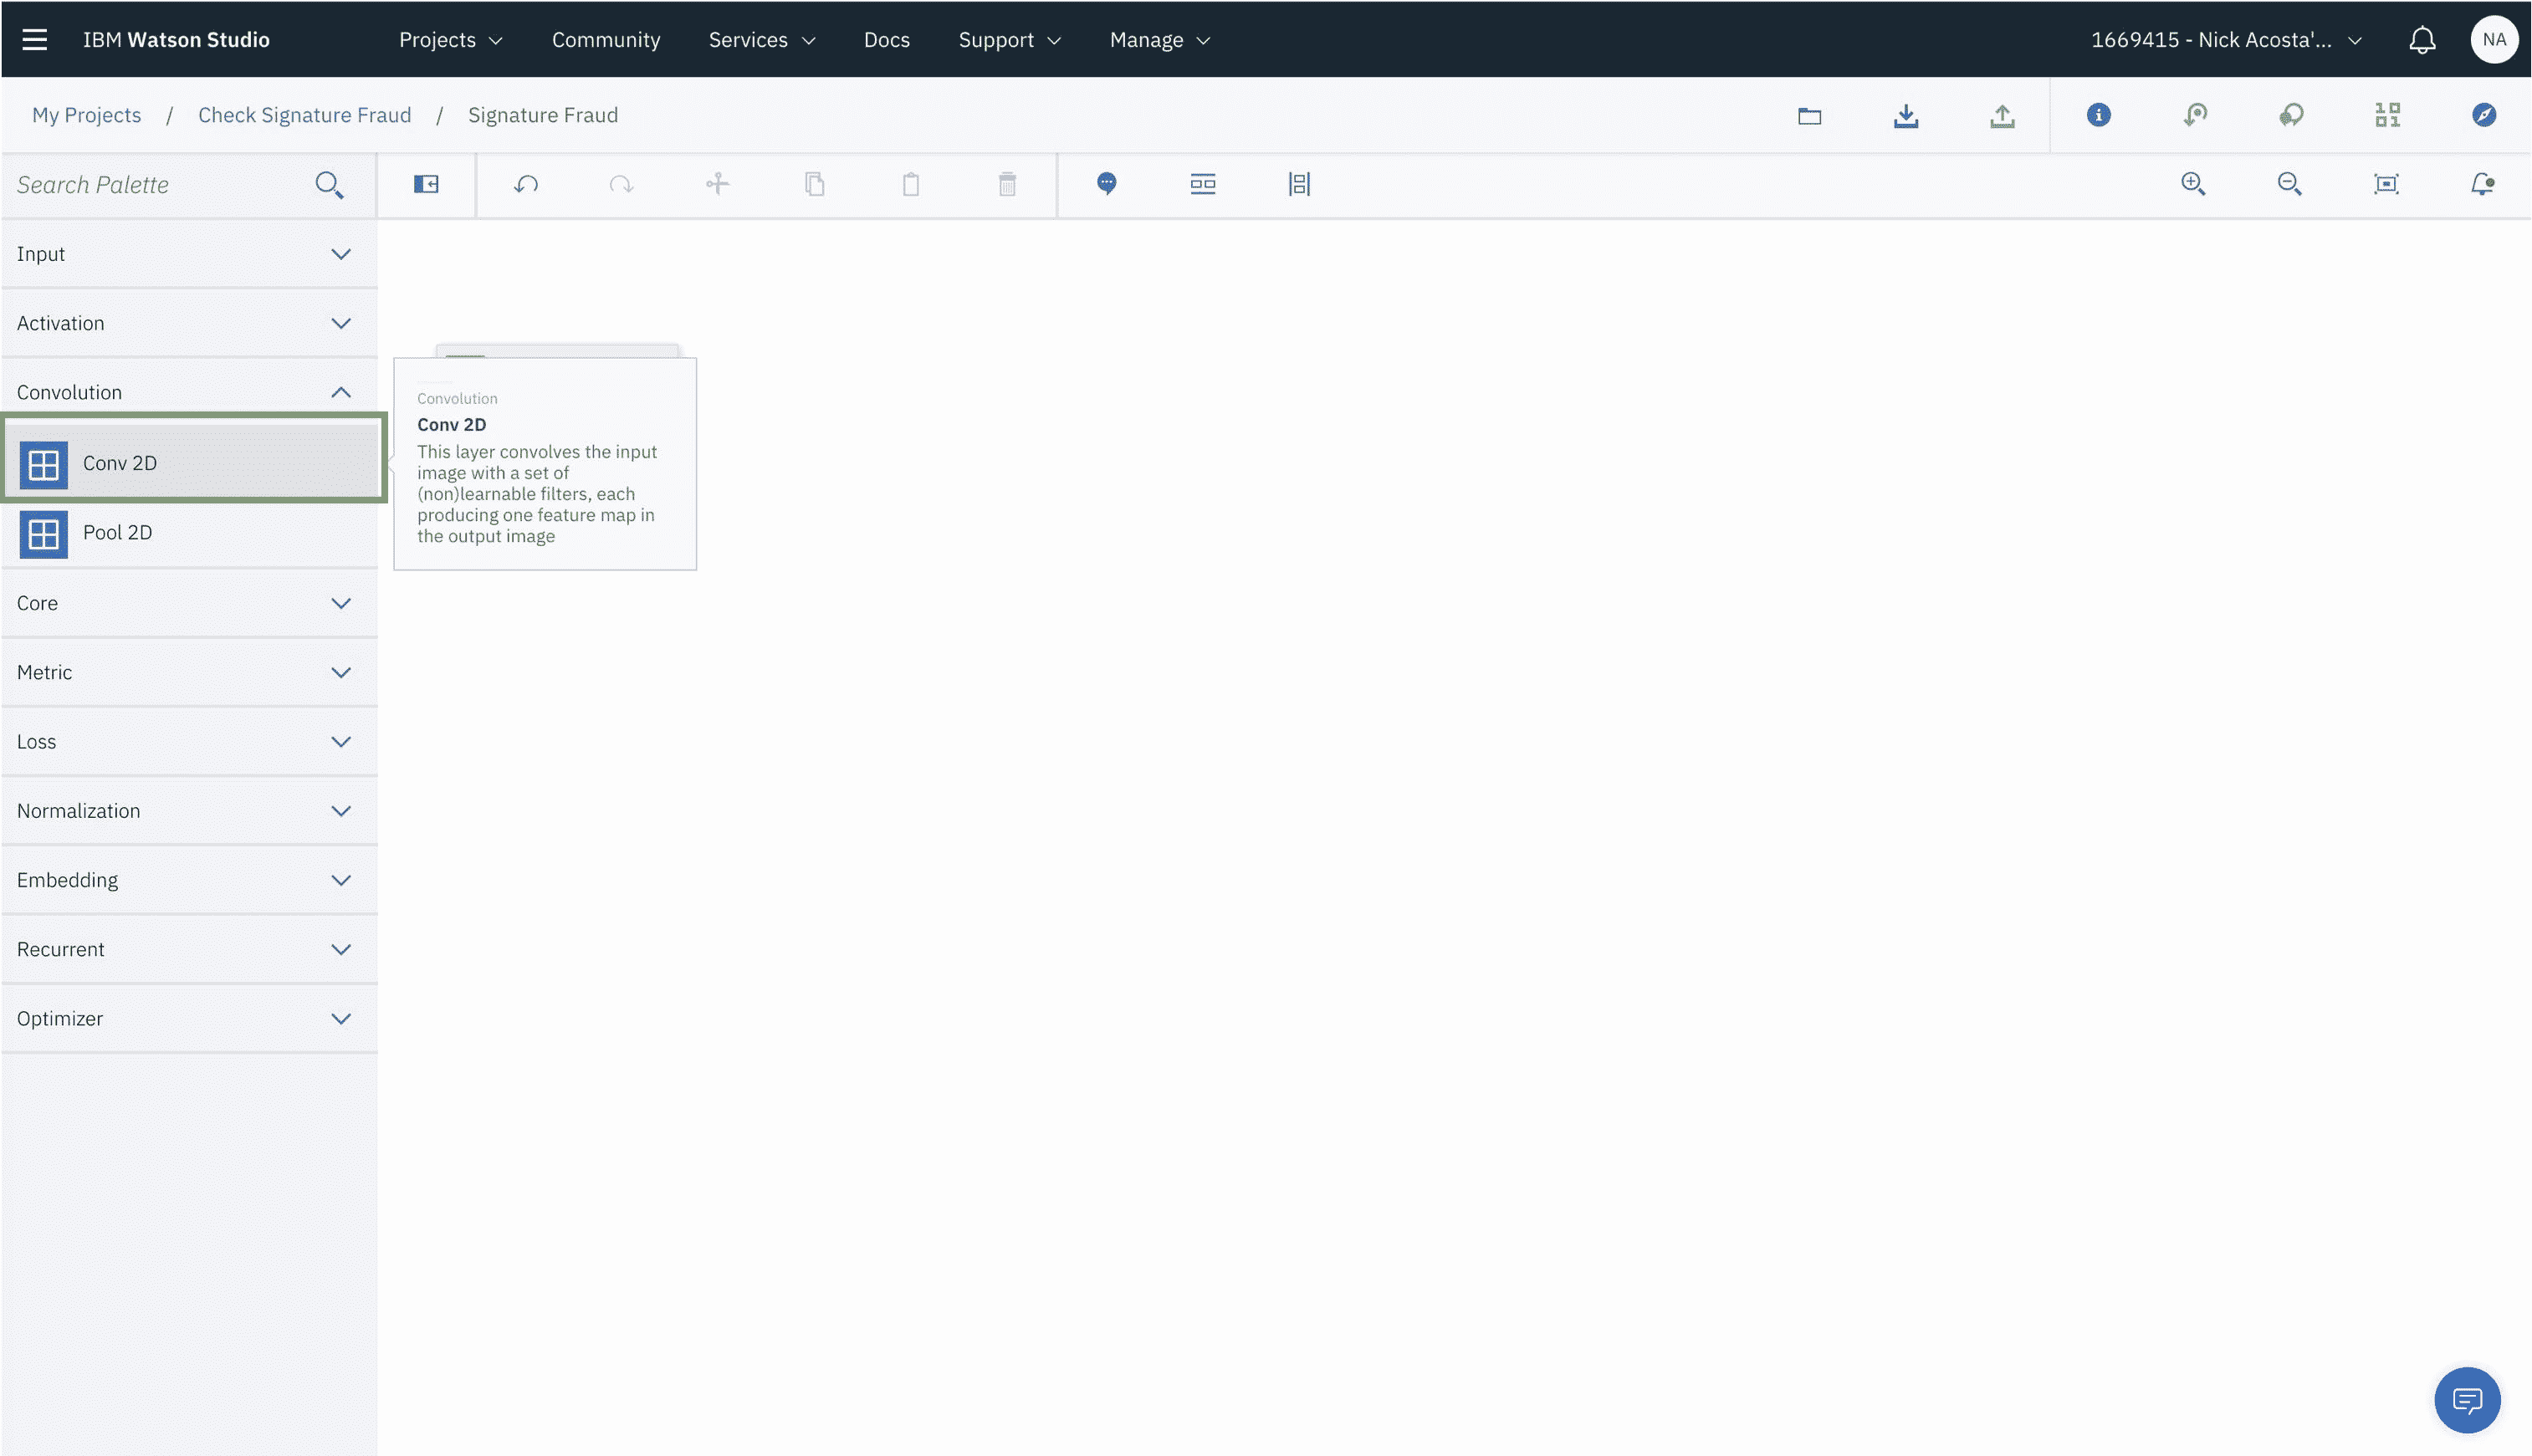 IBM Watson Studio
Projects
Community
Services
Docs
Support
Manage
1669415 - Nick Acosta'...
NA
My Projects / Check Signature Fraud / Signature Fraud
Search Palette
Input
Activation
Convolution
Conv 2D
Pool 2D
Core
Metric
Loss
Normalization
Embedding
Recurrent
Optimizer
Convolution
Conv 2D
This layer convolves the input
image with a set of
(non)learnable filters, each
producing one feature map in
the output image